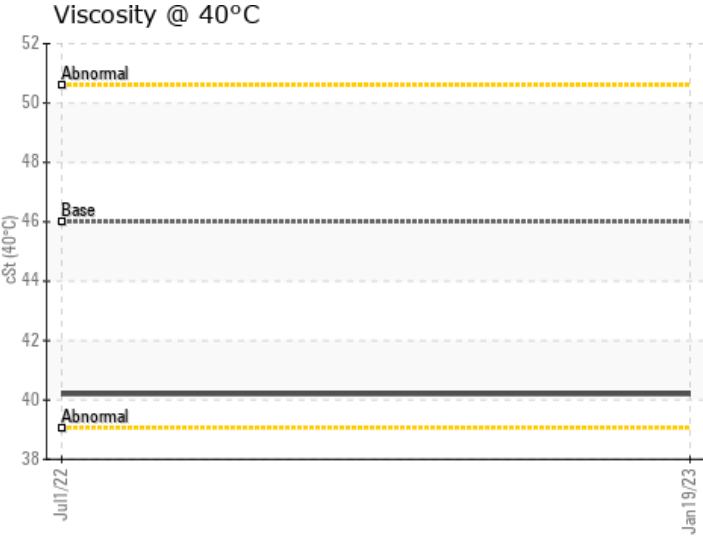 Viscosity @ 40°C
cSt (40°C)
52
Abnormal
50
48
Base
46
44
42
40
Abnormal
38
Jul1/22
Jan19/23